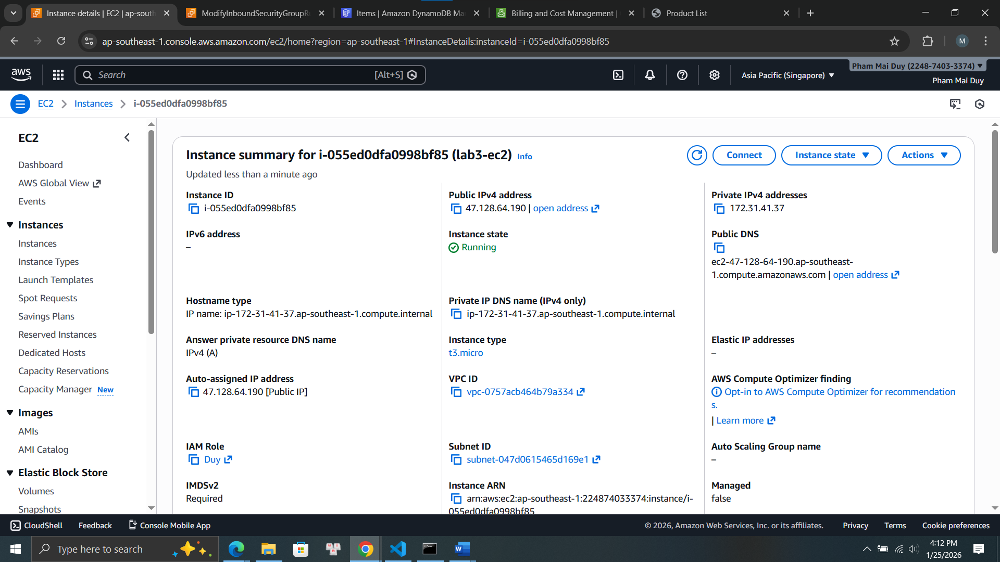 Instance details | EC2 | ap-south
ModifyInboundSecurityGroupRu
Items | Amazon DynamoDB Ma
Billing and Cost Management |
Product List
ap-southeast-1.console.aws.amazon.com/ec2/home?region=ap-southeast-1#InstanceDetails:instanceId=i-055ed0dfa0998bf85
M
aws
Search
[Alt+S]
Asia Pacific (Singapore)
Pham Mai Duy (2248-7403-3374)
Pham Mai Duy
EC2
Instances
i-055ed0dfa0998bf85
EC2
Dashboard
AWS Global View
Events
Instances
Instances
Instance Types
Launch Templates
Spot Requests
Savings Plans
Reserved Instances
Dedicated Hosts
Capacity Reservations
Capacity Manager New
Images
AMIs
AMI Catalog
Elastic Block Store
Volumes
Snapshots
Instance summary for i-055ed0dfa0998bf85 (lab3-ec2) Info
Updated less than a minute ago
Connect
Instance state
Actions
Instance ID
i-055ed0dfa0998bf85
Public IPv4 address
47.128.64.190 | open address
Private IPv4 addresses
172.31.41.37
IPv6 address
–
Instance state
Running
Public DNS
ec2-47-128-64-190.ap-southeast-
1.compute.amazonaws.com | open address
Hostname type
IP name: ip-172-31-41-37.ap-southeast-1.compute.internal
Private IP DNS name (IPv4 only)
ip-172-31-41-37.ap-southeast-1.compute.internal
Answer private resource DNS name
IPv4 (A)
Instance type
t3.micro
Elastic IP addresses
–
Auto-assigned IP address
47.128.64.190 [Public IP]
VPC ID
vpc-0757acb464b79a334
AWS Compute Optimizer finding
Opt-in to AWS Compute Optimizer for recommendation
s.
| Learn more
IAM Role
Duy
Subnet ID
subnet-047d0615465d169e1
Auto Scaling Group name
–
IMDSv2
Required
Instance ARN
arn:aws:ec2:ap-southeast-1:224874033374:instance/i-
055ed0dfa0998bf85
Managed
false
CloudShell
Feedback
Console Mobile App
© 2026, Amazon Web Services, Inc. or its affiliates.
Privacy
Terms
Cookie preferences
Type here to search
4:12 PM
1/25/2026